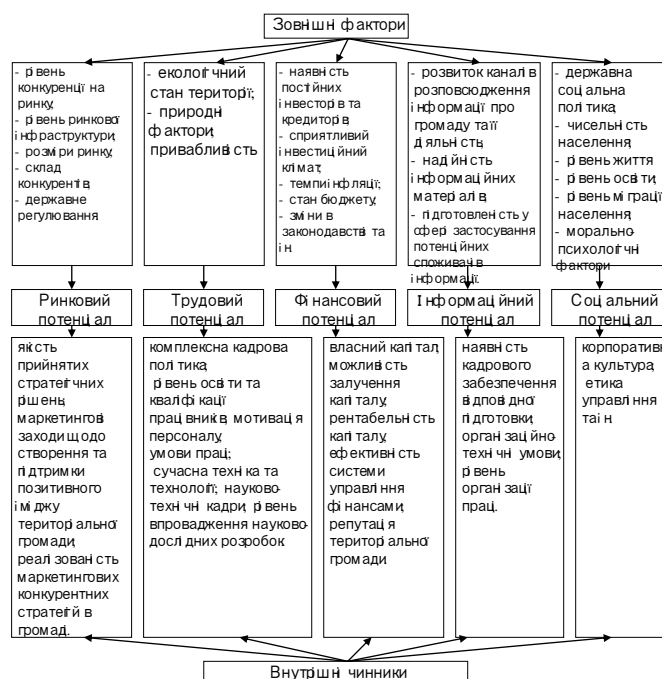 Зовнішні фактори
- рівень
конкуренції на
ринку;
- рівень ринкової
інфраструктури;
- розміри ринку;
- склад
конкурентів;
- державне
регулювання
- екологічний
стан території;
- природні
фактори,
привабливість
- наявність
постійних
інвесторів та
кредиторів;
- сприятливий
інвестиційний
клімат;
- темпи інфляції;
- стан бюджету;
- зміни в
законодавстві та
ін.
- розвиток каналів
розповсюдження
інформації про
громаду та її
діяльність;
- надійність
інформаційних
матеріалів;
- підготовленість у
сфері застосування
потенційних
споживачів
інформації.
- державна
соціальна
політика;
- чисельність
населення;
- рівень життя
- рівень освіти;
- рівень міграції
населення;
- морально-
психологічні
фактори
Ринковий
потенціал
Трудовий
потенціал
Фінансовий
потенціал
Інформаційний
потенціал
Соціальний
потенціал
якість
прийнятих
стратегічних
рішень,
маркетингові
заходи щодо
створення та
підтримки
позитивного
іміджу
територіальної
громади;
реалізованість
маркетингових
конкурентних
стратегій в
громаді.
комплексна кадрова
політика;
рівень освіти та
кваліфікації
працівників, мотивація
персоналу,
умови праці;
сучасна техніка та
технології; науково-
технічні кадри; рівень
впровадження науково-
дослідних розробок.
власний капітал,
можливість
залучення
капіталу,
рентабельність
капіталу,
ефективність
системи
управління
фінансами,
репутація
територіальної
громади.
наявність
кадрового
забезпечення
відповідної
підготовки,
організаційно-
технічні умови,
рівень
організації
праці.
корпоративн
а культура,
етика
управління
та ін.
Внутрішні чинники